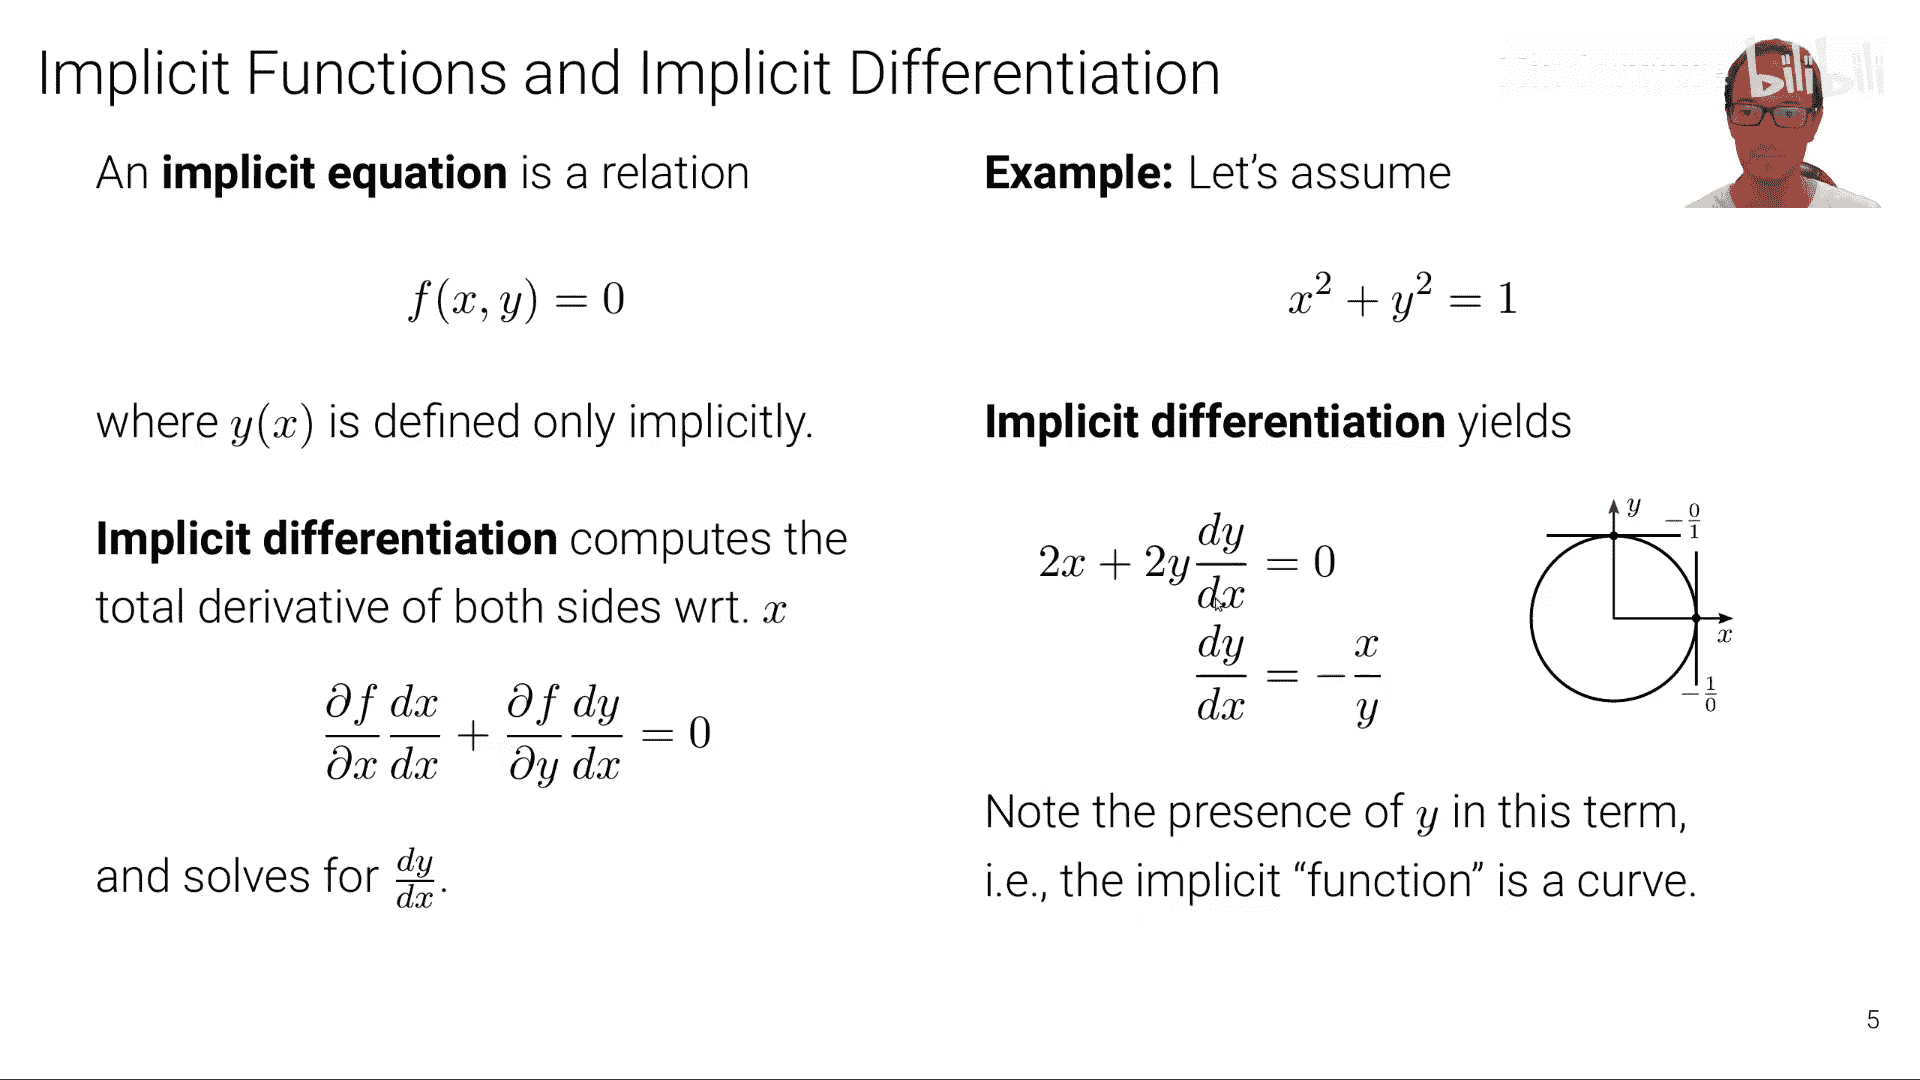 Implicit Functions and Implicit Differentiation
bilibili
An implicit equation is a relation
f(x, y) = 0
where y(x) is defined only implicitly.
Implicit differentiation computes the
total derivative of both sides wrt. x
∂f/∂x dx/dx + ∂f/∂y dy/dx = 0
and solves for dy/dx.
Example: Let's assume
x² + y² = 1
Implicit differentiation yields
2x + 2y dy/dx = 0
dy/dx = −x/y
y
−0/1
x
−1/0
Note the presence of y in this term,
i.e., the implicit “function” is a curve.
5